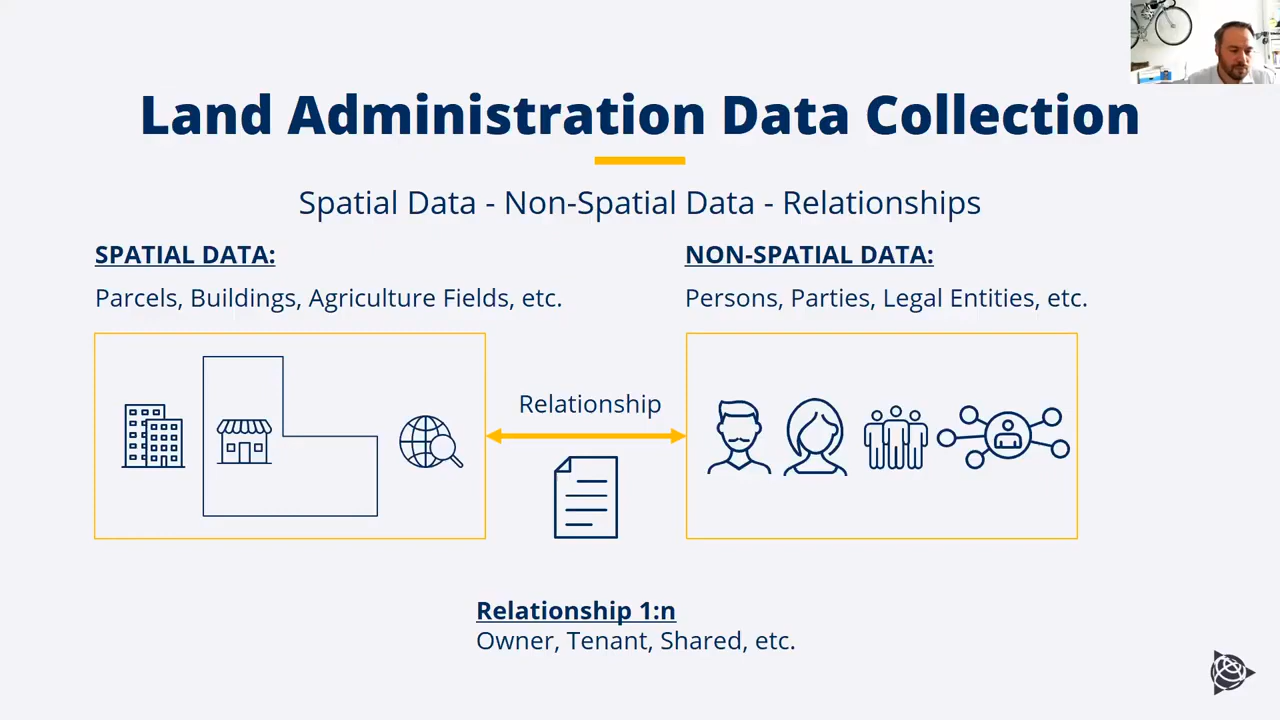 Land Administration Data Collection
Spatial Data - Non-Spatial Data - Relationships
SPATIAL DATA:
Parcels, Buildings, Agriculture Fields, etc.
NON-SPATIAL DATA:
Persons, Parties, Legal Entities, etc.
Relationship
Relationship 1:n
Owner, Tenant, Shared, etc.